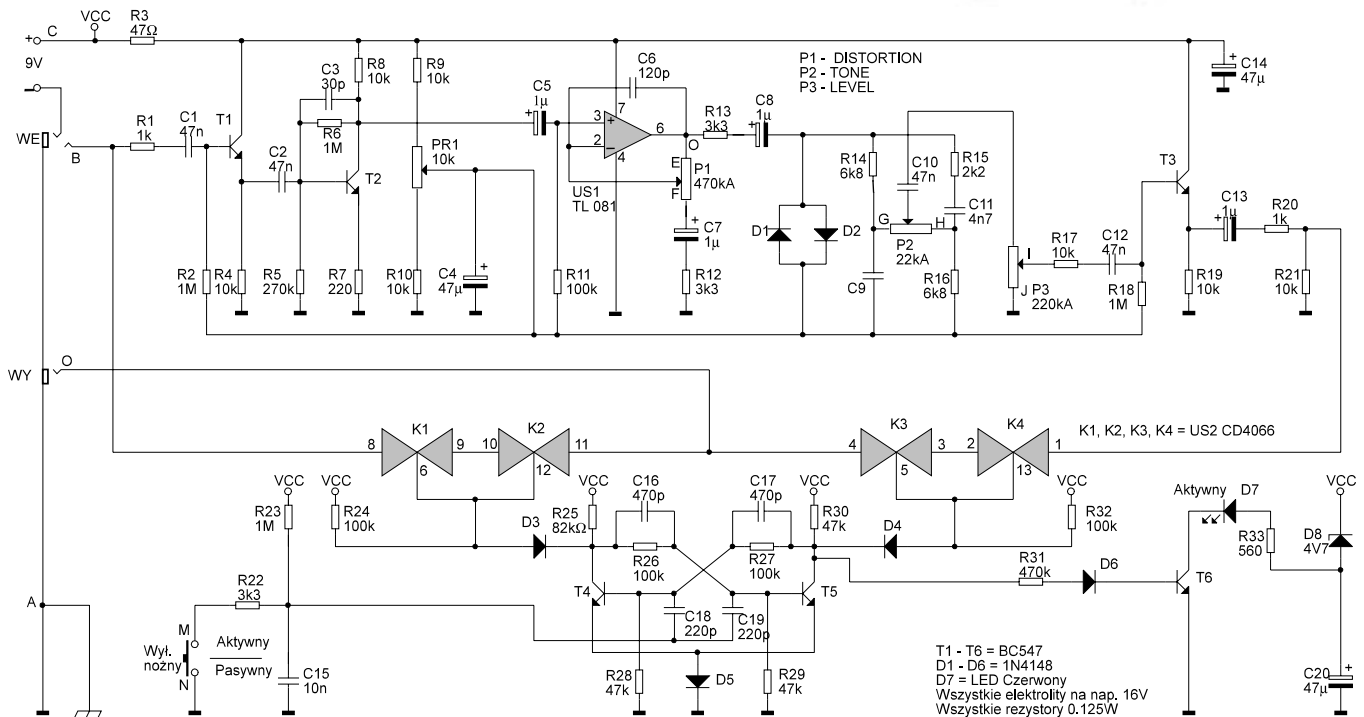 VCC
C
R3
47Ω
+
9V
WE
B
R1
1k
C1
47n
T1
C2
47n
C3
30p
R6
1M
R8
10k
T2
R9
10k
PR1
10k
C5
1µ
+
C6
120p
3
2
7
4
6
+
−
US1
TL 081
O
E
F
P1
470kA
R13
3k3
C8
1µ
+
C7
1µ
+
R12
3k3
P1 - DISTORTION
P2 - TONE
P3 - LEVEL
C14
47µ
+
D1
D2
R14
6k8
C10
47n
R15
2k2
C11
4n7
G
H
P2
22kA
C9
R16
6k8
I
J
P3
220kA
R17
10k
C12
47n
R18
1M
T3
C13
1µ
+
R20
1k
R19
10k
R21
10k
R2
1M
R4
10k
R5
270k
R7
220
R10
10k
C4
47µ
+
R11
100k
WY
O
8
K1
9
6
10
K2
11
12
4
K3
3
5
2
K4
1
13
K1, K2, K3, K4 = US2 CD4066
VCC
R23
1M
VCC
R24
100k
D3
VCC
R25
82kΩ
C16
470p
R26
100k
C17
470p
R27
100k
VCC
R30
47k
D4
R32
100k
T4
T5
C18
220p
C19
220p
R31
470k
D6
T6
Aktywny
D7
R33
560
VCC
D8
4V7
A
R22
3k3
M
N
Wył.
nożny
Aktywny
Pasywny
C15
10n
R28
47k
D5
R29
47k
C20
47µ
+
T1 - T6 = BC547
D1 - D6 = 1N4148
D7 = LED Czerwony
Wszystkie elektrolity na nap. 16V
Wszystkie rezystory 0.125W